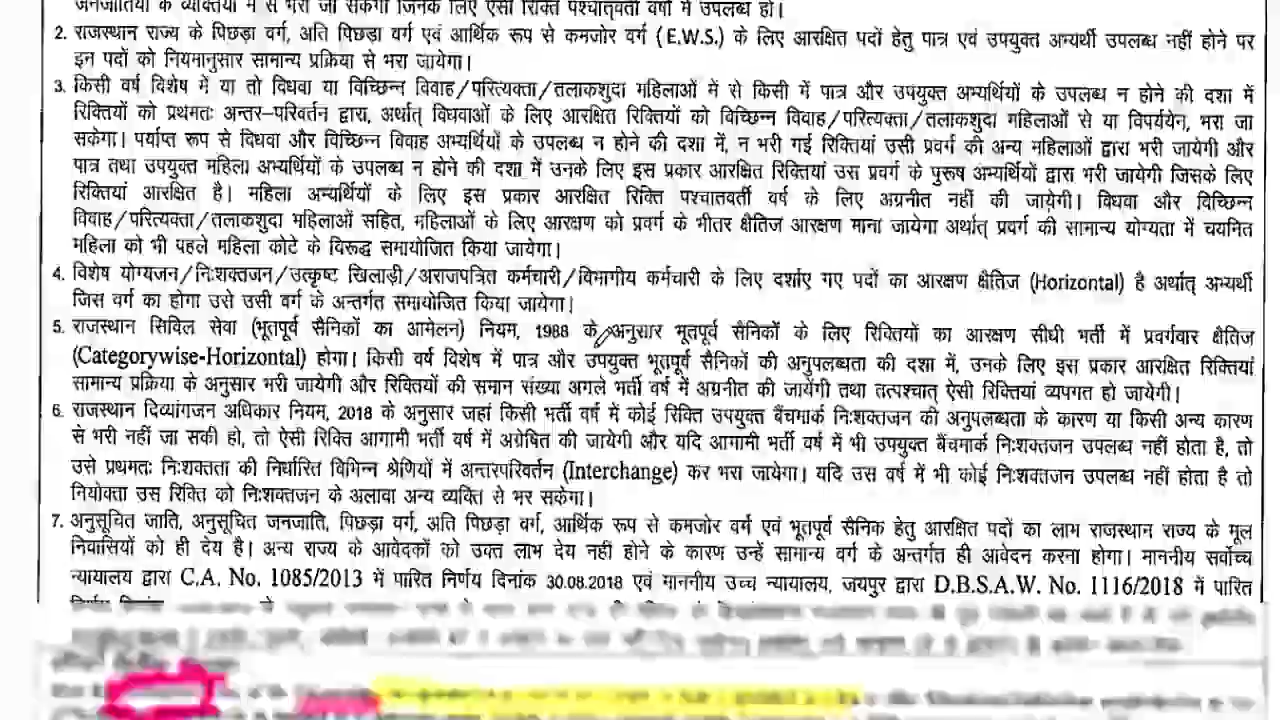 जनजातियों के व्यक्तियों में से भरा जा सकेगा जिनके लिए ऐसी रिक्ति पश्चातवर्ती वर्षों में उपलब्ध हो।
2. राजस्थान राज्य के पिछड़ा वर्ग, अति पिछड़ा वर्ग एवं आर्थिक रूप से कमजोर वर्ग (E.W.S.) के लिए आरक्षित पदों हेतु पात्र एवं उपयुक्त अभ्यर्थी उपलब्ध नहीं होने पर
इन पदों को नियमानुसार सामान्य प्रक्रिया से भरा जायेगा।
3. किसी वर्ष विशेष में या तो विधवा या विच्छिन्न विवाह/परित्यक्ता/तलाकशुदा महिलाओं में से किसी में पात्र और उपयुक्त अभ्यर्थियों के उपलब्ध न होने की दशा में
रिक्तियों को प्रथमतः अन्तर–परिवर्तन द्वारा, अर्थात् विधवाओं के लिए आरक्षित रिक्तियों को विच्छिन्न विवाह/परित्यक्ता/तलाकशुदा महिलाओं से या विपर्ययेन, भरा जा
सकेगा। पर्याप्त रूप से विधवा और विच्छिन्न विवाह अभ्यर्थियों के उपलब्ध न होने की दशा में, न भरी गई रिक्तियां उसी प्रवर्ग की अन्य महिलाओं द्वारा भरी जायेगी और
पात्र तथा उपयुक्त महिला अभ्यर्थियों के उपलब्ध न होने की दशा में उनके लिए इस प्रकार आरक्षित रिक्तियां उस प्रवर्ग के पुरूष अभ्यर्थियों द्वारा भरी जायेगी जिसके लिए
रिक्तियां आरक्षित है। महिला अभ्यर्थियों के लिए इस प्रकार आरक्षित रिक्ति पश्चातवर्ती वर्ष के लिए अग्रनीत नहीं की जायेगी। विधवा और विच्छिन्न
विवाह/परित्यक्ता/तलाकशुदा महिलाओं सहित, महिलाओं के लिए आरक्षण को प्रवर्ग के भीतर क्षैतिज आरक्षण माना जायेगा अर्थात् प्रवर्ग की सामान्य योग्यता में चयनित
महिला को भी पहले महिला कोटे के विरूद्ध समायोजित किया जायेगा।
4. विशेष योग्यजन/निःशक्तजन/उत्कृष्ट खिलाड़ी/अराजपत्रित कर्मचारी/विभागीय कर्मचारी के लिए दर्शाए गए पदों का आरक्षण क्षैतिज (Horizontal) है अर्थात् अभ्यर्थी
जिस वर्ग का होगा उसे उसी वर्ग के अन्तर्गत समायोजित किया जायेगा।
5. राजस्थान सिविल सेवा (भूतपूर्व सैनिकों का आमेलन) नियम, 1988 के अनुसार भूतपूर्व सैनिकों के लिए रिक्तियों का आरक्षण सीधी भर्ती में प्रवर्गवार क्षैतिज
(Categorywise-Horizontal) होगा। किसी वर्ष विशेष में पात्र और उपयुक्त भूतपूर्व सैनिकों की अनुपलब्धता की दशा में, उनके लिए इस प्रकार आरक्षित रिक्तियां
सामान्य प्रक्रिया के अनुसार भरी जायेगी और रिक्तियों की समान संख्या अगले भर्ती वर्ष में अग्रनीत की जायेंगी तथा तत्पश्चात् ऐसी रिक्तियां व्यपगत हो जायेगी।
6. राजस्थान दिव्यांगजन अधिकार नियम, 2018 के अनुसार जहां किसी भर्ती वर्ष में कोई रिक्ति उपयुक्त बैंचमार्क निःशक्तजन की अनुपलब्धता के कारण या किसी अन्य कारण
से भरी नहीं जा सकी हो, तो ऐसी रिक्ति आगामी भर्ती वर्ष में अग्रेषित की जायेगी और यदि आगामी भर्ती वर्ष में भी उपयुक्त बैंचमार्क निःशक्तजन उपलब्ध नहीं होता है, तो
उसे प्रथमतः निःशक्तता की निर्धारित विभिन्न श्रेणियों में अन्तरपरिवर्तन (Interchange) कर भरा जायेगा। यदि उस वर्ष में भी कोई निःशक्तजन उपलब्ध नहीं होता है तो
नियोक्ता उस रिक्ति को निःशक्तजन के अलावा अन्य व्यक्ति से भर सकेगा।
7. अनुसूचित जाति, अनुसूचित जनजाति, पिछड़ा वर्ग, अति पिछड़ा वर्ग, आर्थिक रूप से कमजोर वर्ग एवं भूतपूर्व सैनिक हेतु आरक्षित पदों का लाभ राजस्थान राज्य के मूल
निवासियों को ही देय है। अन्य राज्य के आवेदकों को उक्त लाभ देय नहीं होने के कारण उन्हें सामान्य वर्ग के अन्तर्गत ही आवेदन करना होगा। माननीय सर्वोच्च
न्यायालय द्वारा C.A. No. 1085/2013 में पारित निर्णय दिनांक 30.08.2018 एवं माननीय उच्च न्यायालय, जयपुर द्वारा D.B.S.A.W. No. 1116/2018 में पारित